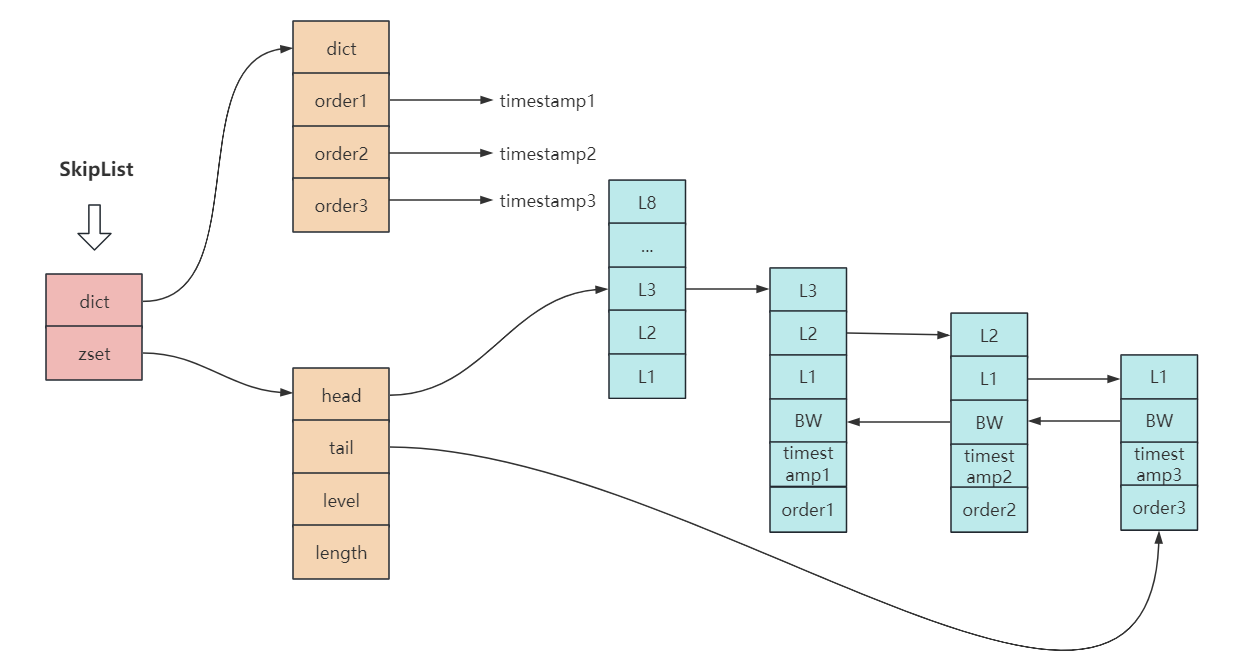 SkipList
dict
zset
dict
order1
order2
order3
timestamp1
timestamp2
timestamp3
head
tail
level
length
L8
...
L3
L2
L1
L3
L2
L1
BW
timest
amp1
order1
L2
L1
BW
timest
amp2
order2
L1
BW
timest
amp3
order3